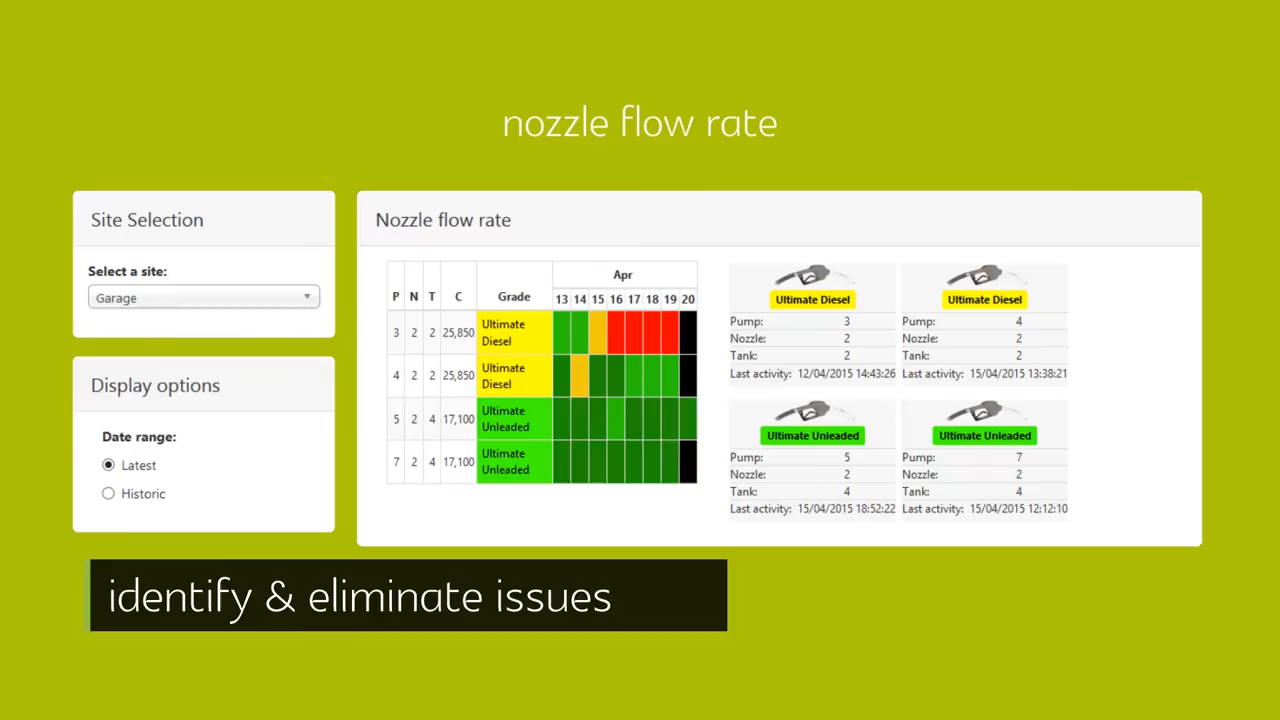 nozzle flow rate
Site Selection
Select a site:
Garage
Display options
Date range:
Latest
Historic
Nozzle flow rate
Apr
P N T C Grade 13 14 15 16 17 18 19 20
3 2 2 25,850 Ultimate Diesel
4 2 2 25,850 Ultimate Diesel
5 2 4 17,100 Ultimate Unleaded
7 2 4 17,100 Ultimate Unleaded
Ultimate Diesel
Pump: 3
Nozzle: 2
Tank: 2
Last activity: 12/04/2015 14:43:26
Ultimate Diesel
Pump: 4
Nozzle: 2
Tank: 2
Last activity: 15/04/2015 13:38:21
Ultimate Unleaded
Pump: 5
Nozzle: 2
Tank: 4
Last activity: 15/04/2015 18:52:22
Ultimate Unleaded
Pump: 7
Nozzle: 2
Tank: 4
Last activity: 15/04/2015 12:12:10
identify & eliminate issues